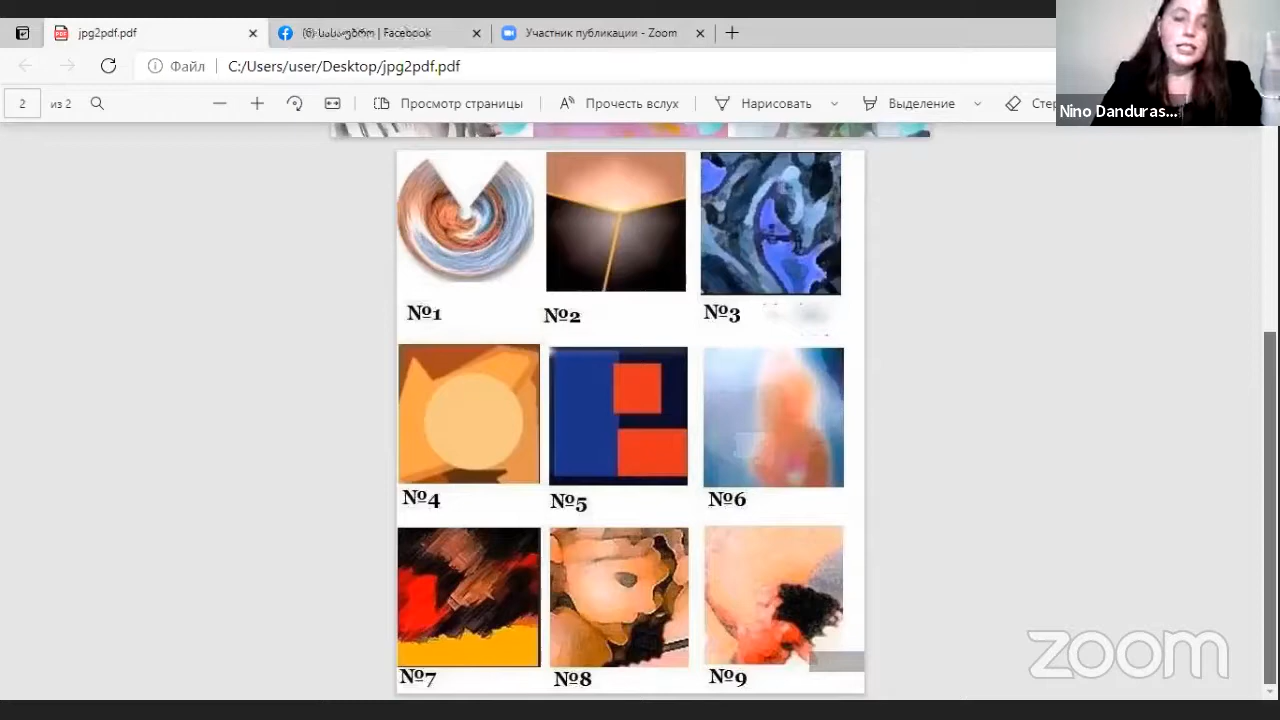 jpg2pdf.pdf
| Facebook
Участник публикации - Zoom
Файл
C:/Users/user/Desktop/jpg2pdf.pdf
2 из 2
Просмотр страницы
Прочесть вслух
Нарисовать
Выделение
Nino Danduras...
№1
№2
№3
№4
№5
№6
№7
№8
№9
zoom